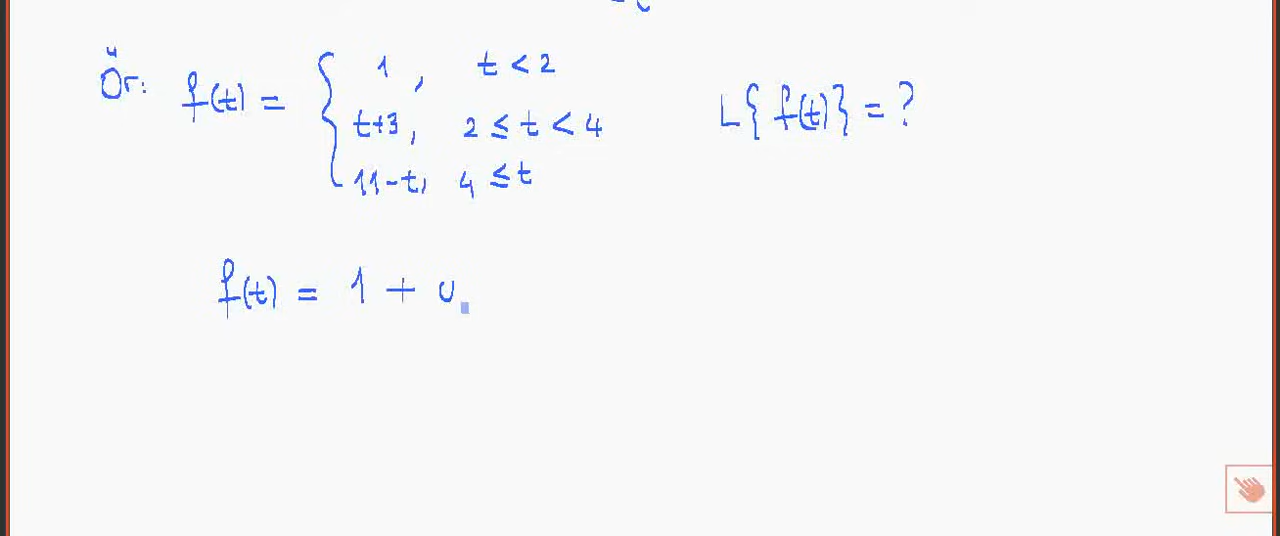 Ör: f(t) = { 1, t < 2 L{f(t)} = ?
t+3, 2 ≤ t < 4
11-t, 4 ≤ t
f(t) = 1 + u